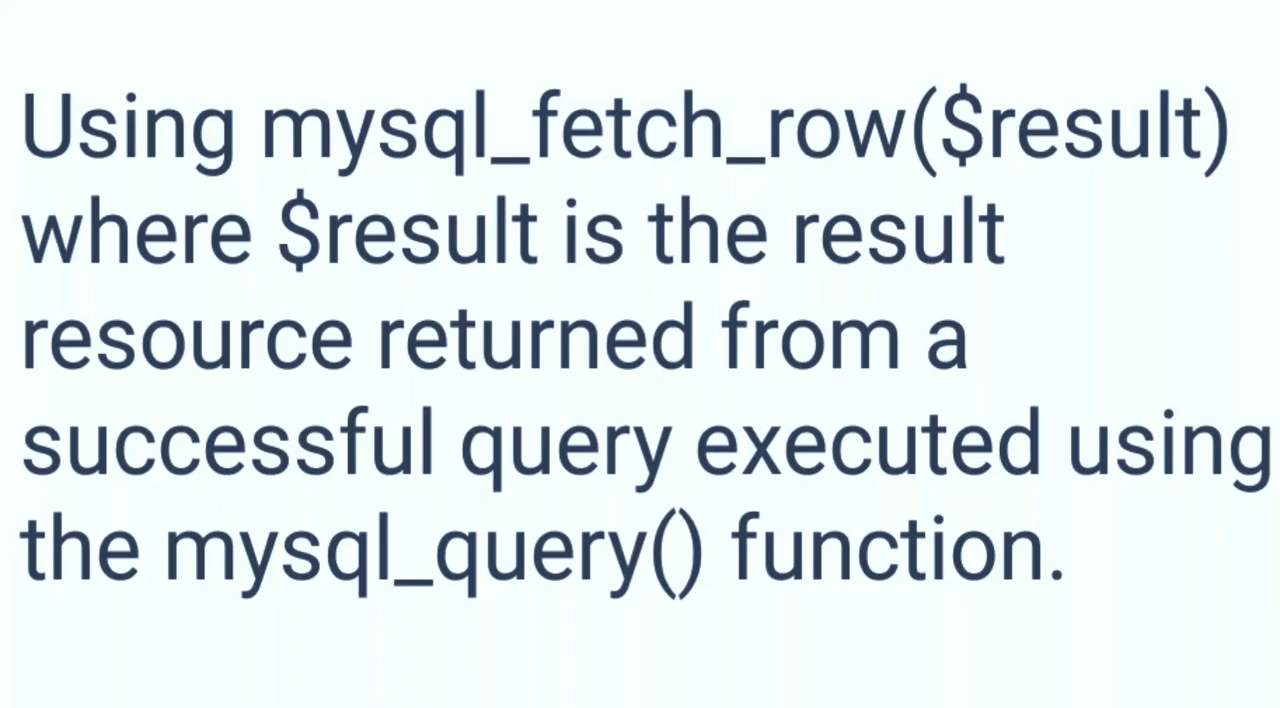 Using mysql_fetch_row($result)
where $result is the result
resource returned from a
successful query executed using
the mysql_query() function.